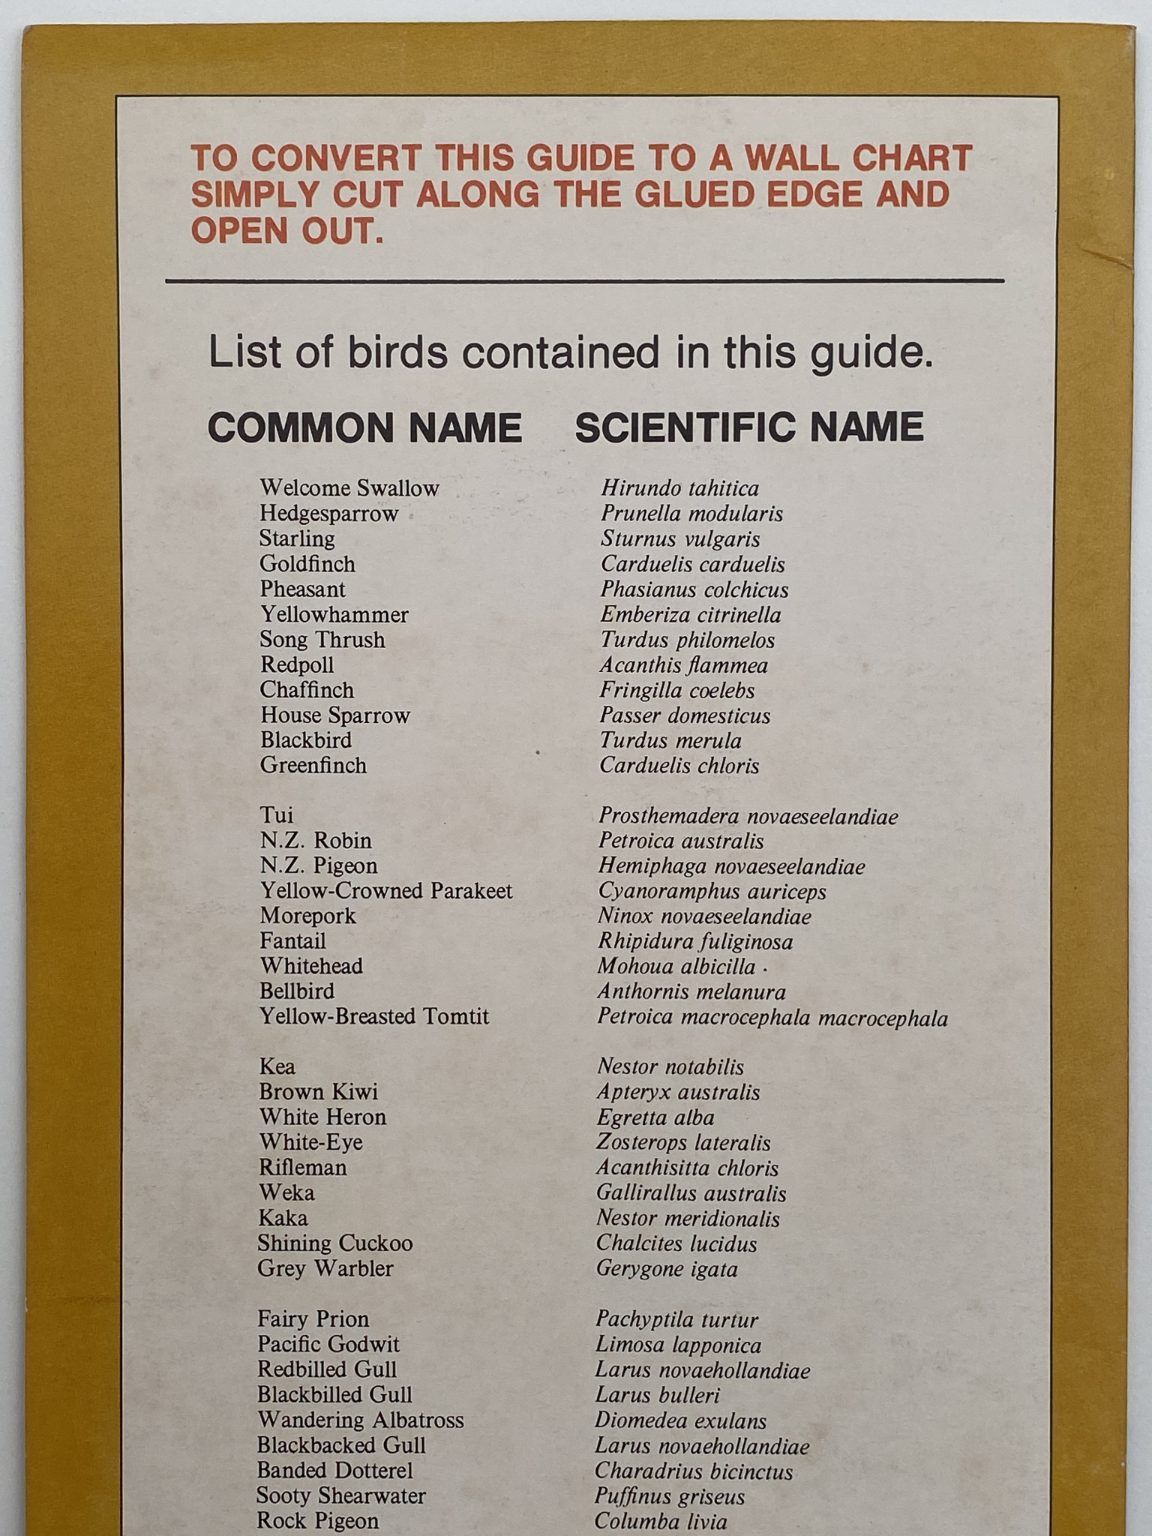 TO CONVERT THIS GUIDE TO A WALL CHART
SIMPLY CUT ALONG THE GLUED EDGE AND
OPEN OUT.
List of birds contained in this guide.
COMMON NAME SCIENTIFIC NAME
Welcome Swallow Hirundo tahitica
Hedgesparrow Prunella modularis
Starling Sturnus vulgaris
Goldfinch Carduelis carduelis
Pheasant Phasianus colchicus
Yellowhammer Emberiza citrinella
Song Thrush Turdus philomelos
Redpoll Acanthis flammea
Chaffinch Fringilla coelebs
House Sparrow Passer domesticus
Blackbird Turdus merula
Greenfinch Carduelis chloris
Tui Prosthemadera novaeseelandiae
N.Z. Robin Petroica australis
N.Z. Pigeon Hemiphaga novaeseelandiae
Yellow-Crowned Parakeet Cyanoramphus auriceps
Morepork Ninox novaeseelandiae
Fantail Rhipidura fuliginosa
Whitehead Mohoua albicilla
Bellbird Anthornis melanura
Yellow-Breasted Tomtit Petroica macrocephala macrocephala
Kea Nestor notabilis
Brown Kiwi Apteryx australis
White Heron Egretta alba
White-Eye Zosterops lateralis
Rifleman Acanthisitta chloris
Weka Gallirallus australis
Kaka Nestor meridionalis
Shining Cuckoo Chalcites lucidus
Grey Warbler Gerygone igata
Fairy Prion Pachyptila turtur
Pacific Godwit Limosa lapponica
Redbilled Gull Larus novaehollandiae
Blackbilled Gull Larus bulleri
Wandering Albatross Diomedea exulans
Blackbacked Gull Larus novaehollandiae
Banded Dotterel Charadrius bicinctus
Sooty Shearwater Puffinus griseus
Rock Pigeon Columba livia